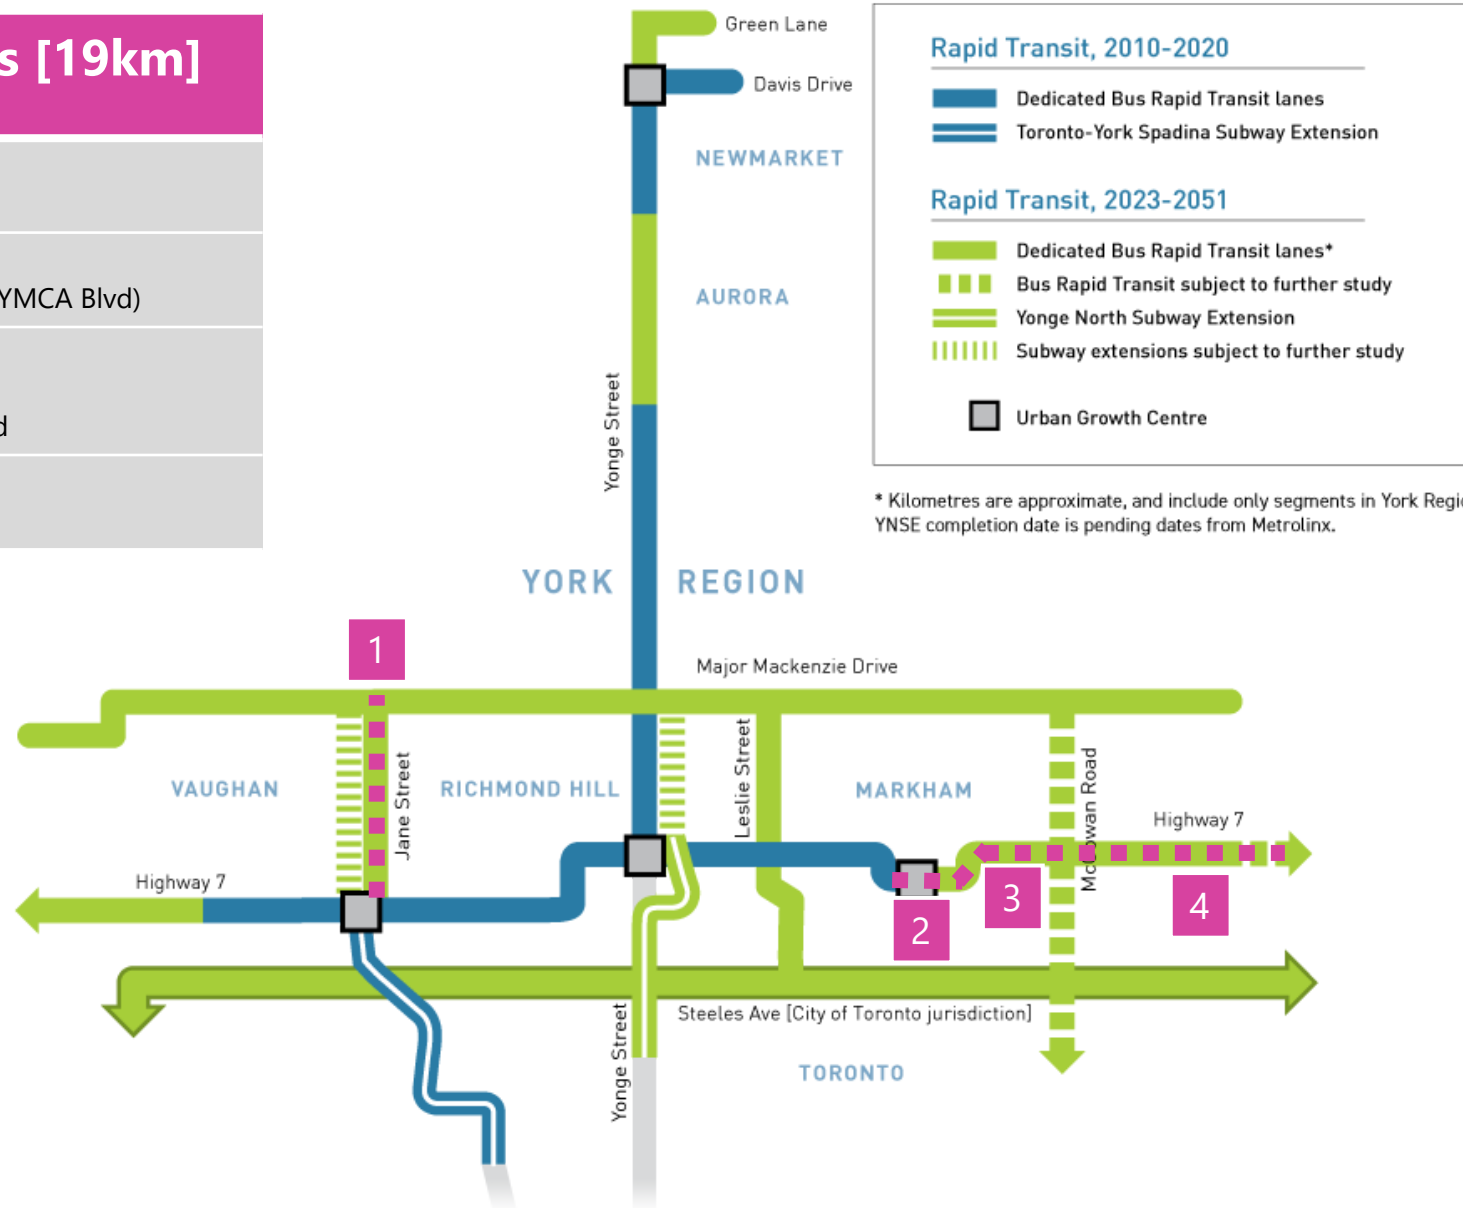 s [19km]
YMCA Blvd)
d
Green Lane
Davis Drive
NEWMARKET
AURORA
Yonge Street
YORK REGION
Rapid Transit, 2010-2020
Dedicated Bus Rapid Transit lanes
Toronto-York Spadina Subway Extension
Rapid Transit, 2023-2051
Dedicated Bus Rapid Transit lanes*
Bus Rapid Transit subject to further study
Yonge North Subway Extension
Subway extensions subject to further study
Urban Growth Centre
* Kilometres are approximate, and include only segments in York Regi
YNSE completion date is pending dates from Metrolinx.
1
Major Mackenzie Drive
VAUGHAN
Jane Street
RICHMOND HILL
Leslie Street
MARKHAM
McCowan Road
Highway 7
Highway 7
2
3
4
Steeles Ave [City of Toronto jurisdiction]
Yonge Street
TORONTO